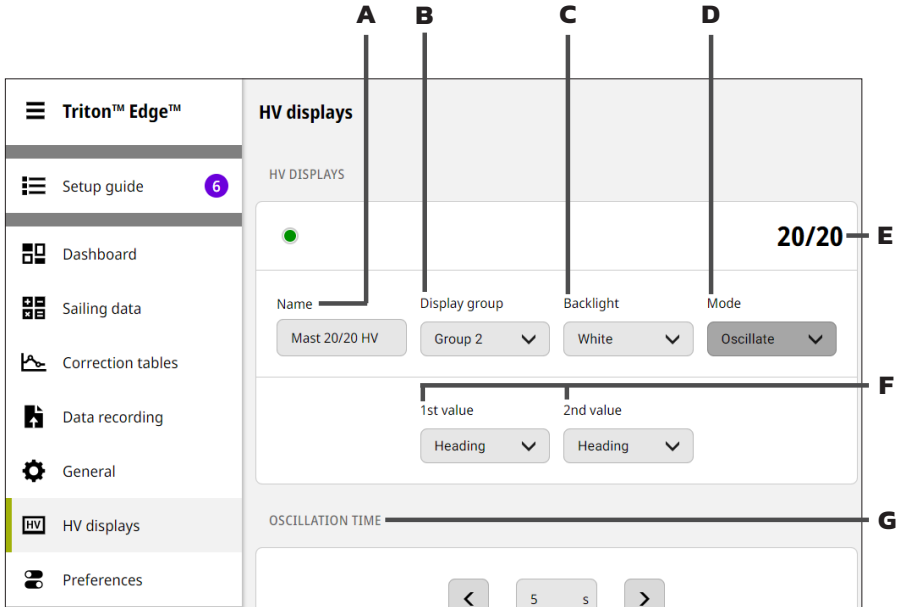 A B C D
Triton™ Edge™
HV displays
Setup guide 6
HV DISPLAYS
20/20 E
Dashboard
Sailing data
Name Display group Backlight Mode
Mast 20/20 HV Group 2 White Oscillate
Correction tables
F
1st value 2nd value
Data recording
Heading Heading
General
OSCILLATION TIME G
HV HV displays
Preferences
5 s